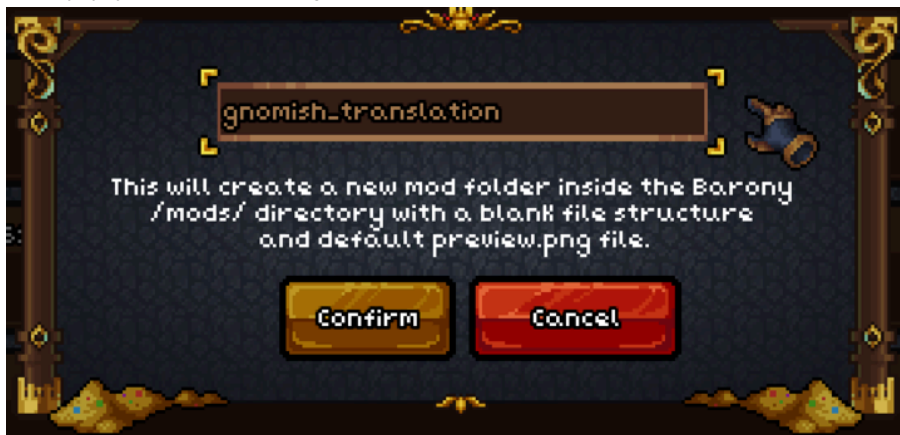 gnomish_translation
This will create a new mod folder inside the Barony
/mods/ directory with a blank file structure
and default preview.png file.
Confirm
Cancel